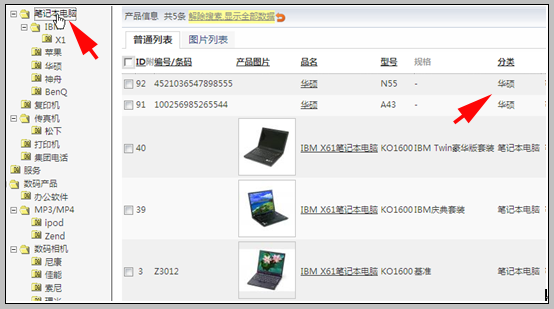 笔记本电脑
IBM
X1
苹果
华硕
神舟
BenQ
复印机
传真机
松下
打印机
集团电话
服务
数码产品
办公软件
MP3/MP4
ipod
Zend
数码相机
尼康
佳能
索尼
产品信息 共5条 解除搜索,显示全部数据
普通列表 图片列表
ID 附 编号/条码 产品图片 品名 型号 规格 分类
92 4521036547898555 华硕 N55 - 华硕
91 100256985265544 华硕 A43 - 华硕
40 IBM X61笔记本电脑 KO1600 IBM Twin豪华版套装 笔记本电脑
39 IBM X61笔记本电脑 KO1600 IBM庆典套装 笔记本电脑
3 Z3012 IBM X61笔记本电脑 KO1600 基准 笔记本电脑